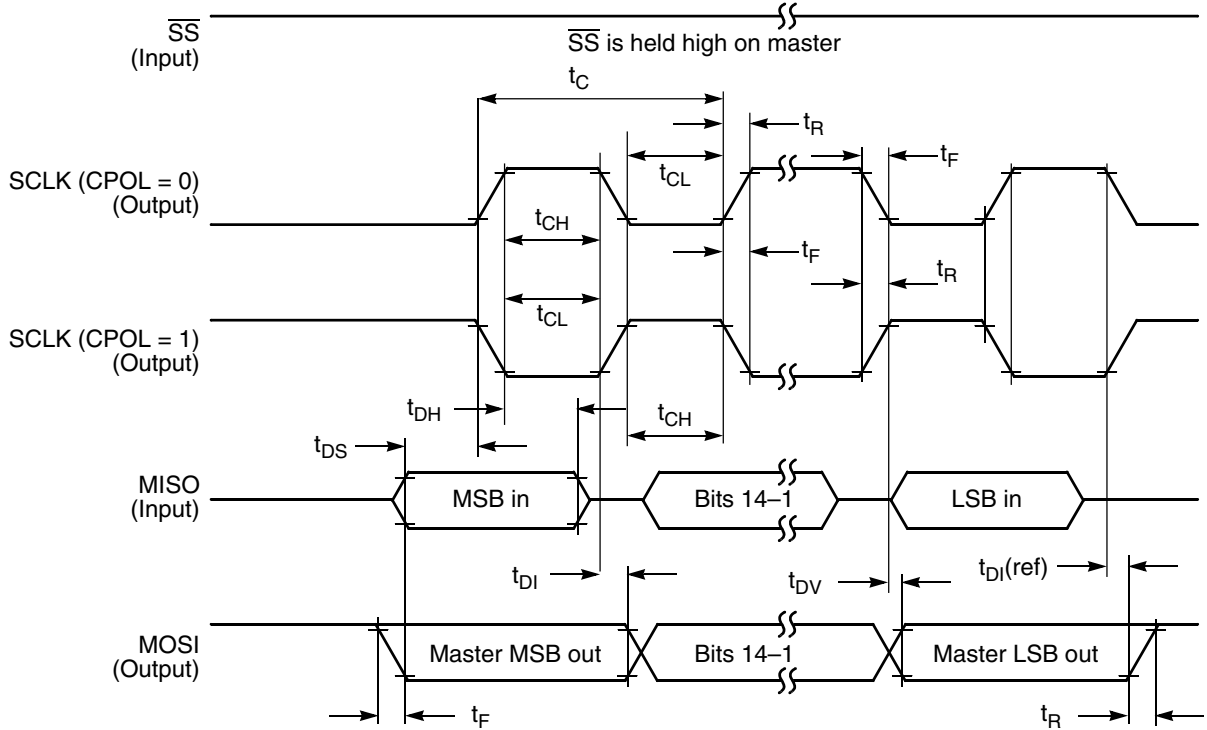 SS
(Input)
SS is held high on master
tC
tR
tF
SCLK (CPOL = 0)
(Output)
tCL
tCH
tF
tR
tCL
SCLK (CPOL = 1)
(Output)
tDH
tCH
tDS
MISO
(Input)
MSB in
Bits 14–1
LSB in
tDI
tDV
tDI(ref)
MOSI
(Output)
Master MSB out
Bits 14–1
Master LSB out
tF
tR